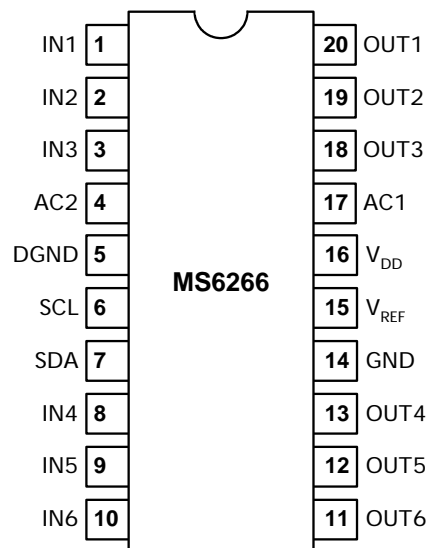 IN1 1 20 OUT1
IN2 2 19 OUT2
IN3 3 18 OUT3
AC2 4 17 AC1
DGND 5 16 VDD
MS6266
SCL 6 15 VREF
SDA 7 14 GND
IN4 8 13 OUT4
IN5 9 12 OUT5
IN6 10 11 OUT6